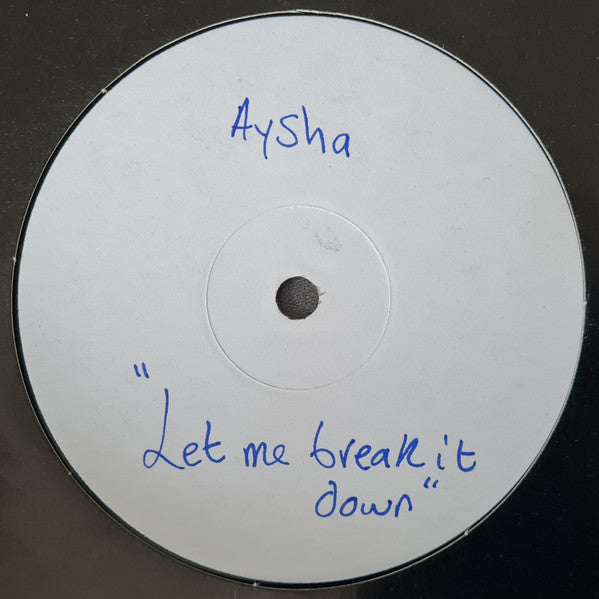 Aysha
"Let me break it
down"